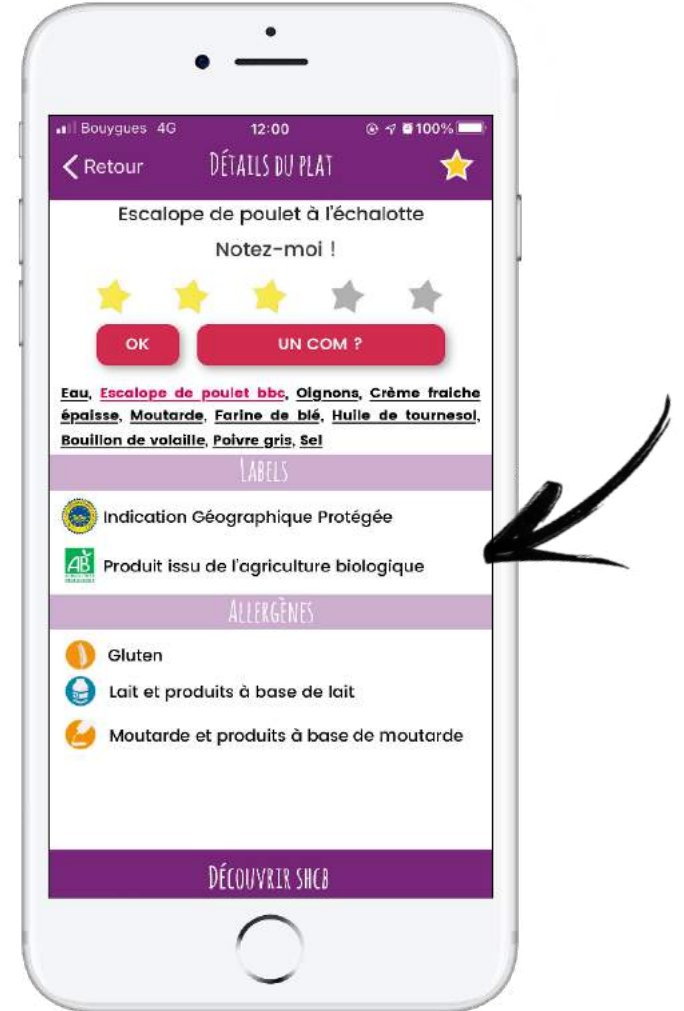 Bouygues 4G 12:00 100%
Retour DÉTAILS DU PLAT
Escalope de poulet à l'échalotte
Notez-moi !
OK UN COM ?
Eau, Escalope de poulet bbc, Oignons, Crème fraiche
épaisse, Moutarde, Farine de blé, Huile de tournesol,
Bouillon de volaille, Poivre gris, Sel
LABELS
Indication Géographique Protégée
AB Produit issu de l'agriculture biologique
ALLERGÈNES
Gluten
Lait et produits à base de lait
Moutarde et produits à base de moutarde
DÉCOUVRIR SHCB